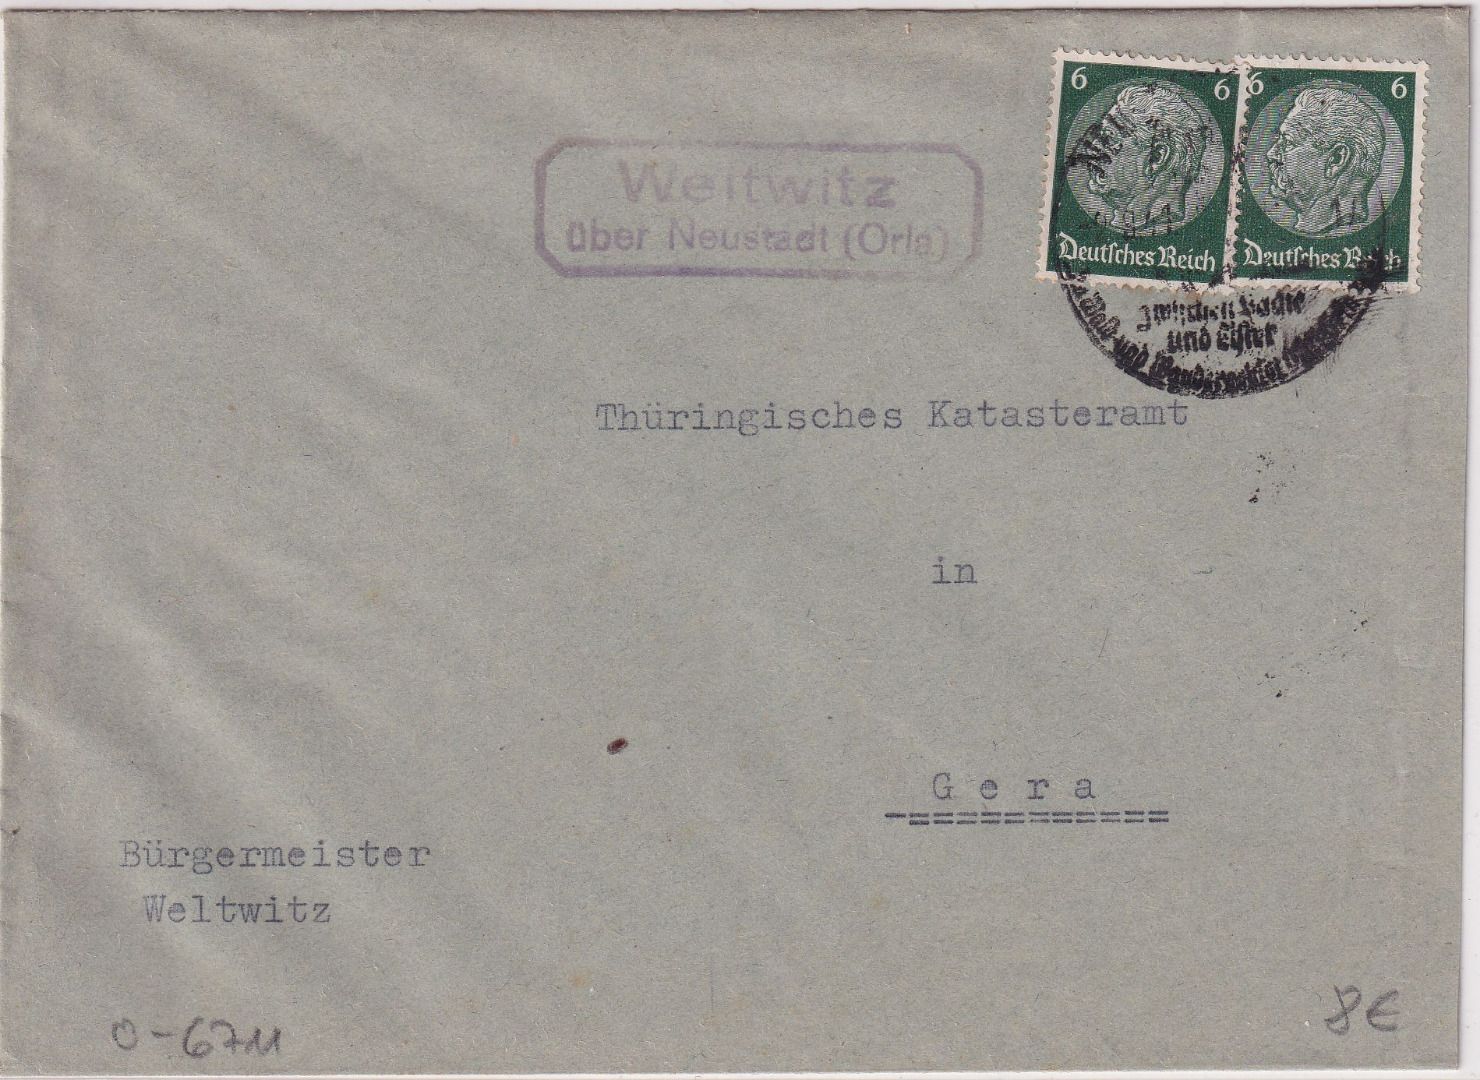 Weltwitz
über Neustadt (Orla)
6 6
6 6
Deutsches Reich
Deutsches Reich
zwischen Saale
und Elster
Thüringisches Katasteramt
in
Gera
Bürgermeister
Weltwitz
O-6711
8€